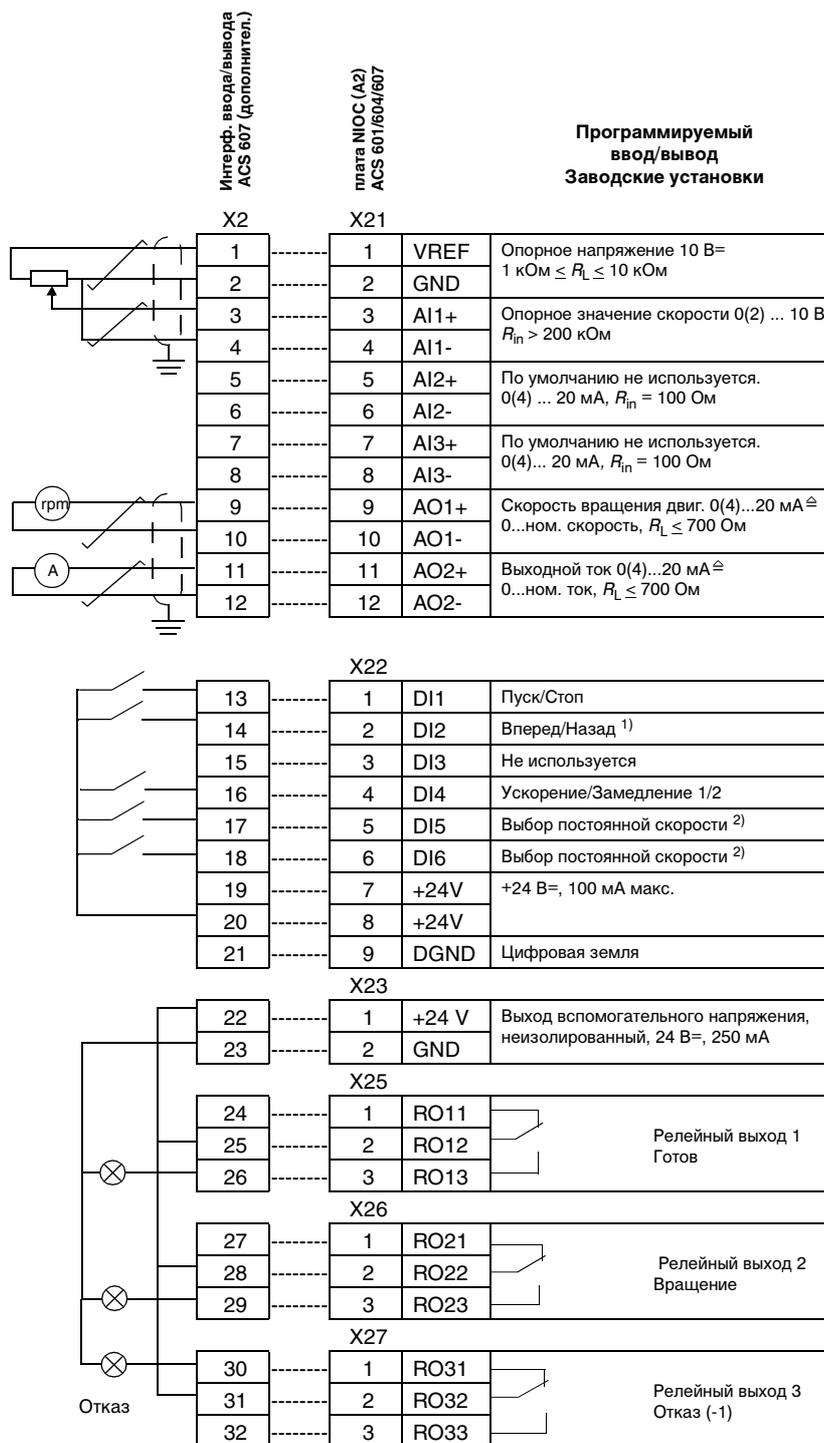 Интерф. ввода/вывода
ACS 607 (дополнител.)
плата NIOC (A2)
ACS 601/604/607
Программируемый
ввод/вывод
Заводские установки
X2 X21
1 1 VREF Опорное напряжение 10 В=
1 кОм ≤ RL ≤ 10 кОм
2 2 GND
3 3 AI1+ Опорное значение скорости 0(2) ... 10 В
Rin > 200 кОм
4 4 AI1-
5 5 AI2+ По умолчанию не используется.
0(4) ... 20 мА, Rin = 100 Ом
6 6 AI2-
7 7 AI3+ По умолчанию не используется.
0(4)... 20 мА, Rin = 100 Ом
8 8 AI3-
rpm 9 9 AO1+ Скорость вращения двиг. 0(4)...20 мА ≙
0...ном. скорость, RL ≤ 700 Ом
10 10 AO1-
A 11 11 AO2+ Выходной ток 0(4)...20 мА ≙
0...ном. ток, RL ≤ 700 Ом
12 12 AO2-
X22
13 1 DI1 Пуск/Стоп
14 2 DI2 Вперед/Назад 1)
15 3 DI3 Не используется
16 4 DI4 Ускорение/Замедление 1/2
17 5 DI5 Выбор постоянной скорости 2)
18 6 DI6 Выбор постоянной скорости 2)
19 7 +24V +24 В=, 100 мА макс.
20 8 +24V
21 9 DGND Цифровая земля
X23
22 1 +24 V Выход вспомогательного напряжения,
неизолированный, 24 В=, 250 мА
23 2 GND
X25
24 1 RO11
25 2 RO12 Релейный выход 1
Готов
26 3 RO13
X26
27 1 RO21
28 2 RO22 Релейный выход 2
Вращение
29 3 RO23
X27
30 1 RO31
31 2 RO32 Релейный выход 3
Отказ (-1)
Отказ
32 3 RO33